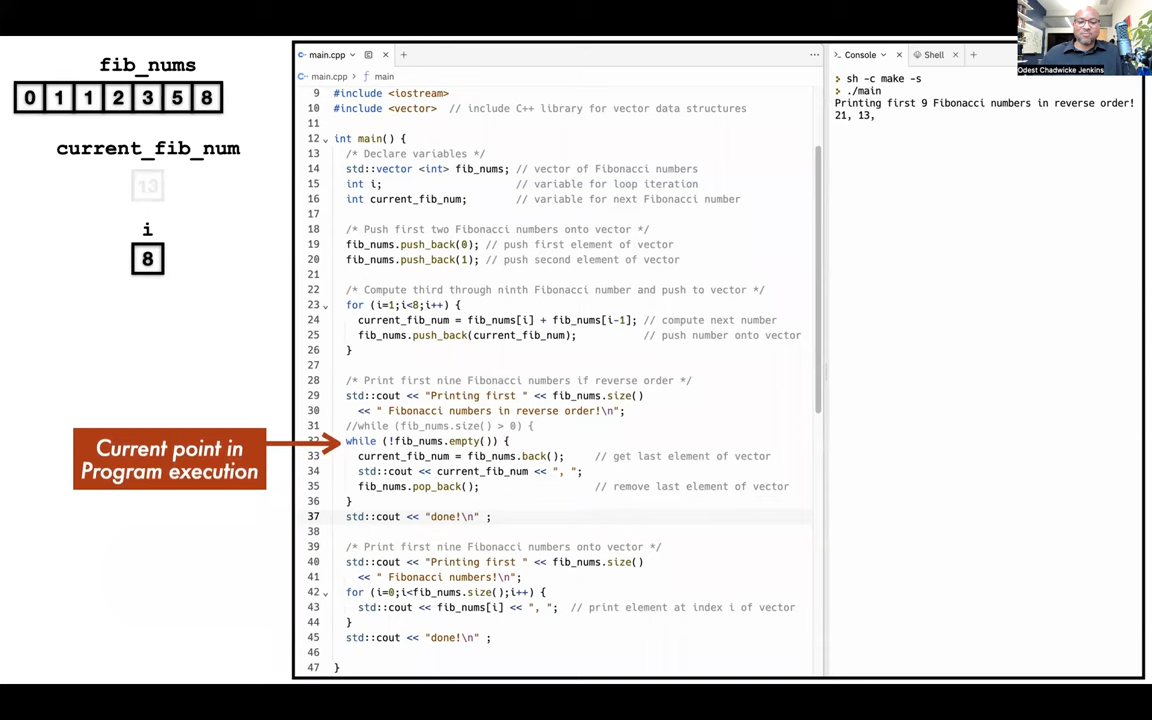 fib_nums
0 1 1 2 3 5 8
current_fib_num
13
i
8
Current point in
Program execution
main.cpp
main.cpp main
9 #include <iostream>
10 #include <vector> // include C++ library for vector data structures
11
12 int main() {
13 /* Declare variables */
14 std::vector <int> fib_nums; // vector of Fibonacci numbers
15 int i; // variable for loop iteration
16 int current_fib_num; // variable for next Fibonacci number
17
18 /* Push first two Fibonacci numbers onto vector */
19 fib_nums.push_back(0); // push first element of vector
20 fib_nums.push_back(1); // push second element of vector
21
22 /* Compute third through ninth Fibonacci number and push to vector */
23 for (i=1;i<8;i++) {
24 current_fib_num = fib_nums[i] + fib_nums[i-1]; // compute next number
25 fib_nums.push_back(current_fib_num); // push number onto vector
26 }
27
28 /* Print first nine Fibonacci numbers if reverse order */
29 std::cout << "Printing first " << fib_nums.size()
30 << " Fibonacci numbers in reverse order!\n";
31 //while (fib_nums.size() > 0) {
32 while (!fib_nums.empty()) {
33 current_fib_num = fib_nums.back(); // get last element of vector
34 std::cout << current_fib_num << ", ";
35 fib_nums.pop_back(); // remove last element of vector
36 }
37 std::cout << "done!\n" ;
38
39 /* Print first nine Fibonacci numbers onto vector */
40 std::cout << "Printing first " << fib_nums.size()
41 << " Fibonacci numbers!\n";
42 for (i=0;i<fib_nums.size();i++) {
43 std::cout << fib_nums[i] << ", "; // print element at index i of vector
44 }
45 std::cout << "done!\n" ;
46
47 }
Console Shell
sh -c make -s
./main
Printing first 9 Fibonacci numbers in reverse order!
21, 13,
Odest Chadwicke Jenkins